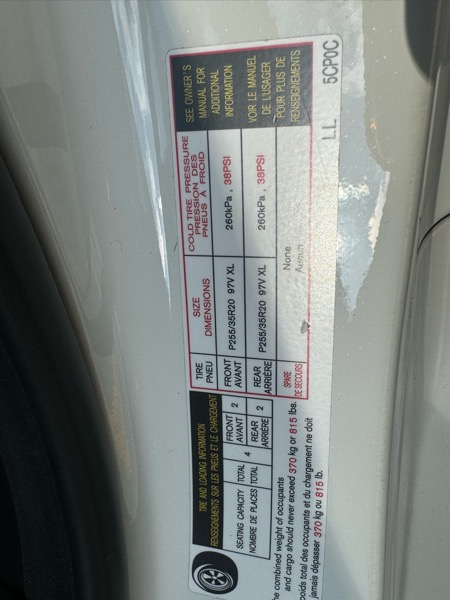 TIRE AND LOADING INFORMATION
RENSEIGNEMENTS SUR LES PNEUS ET LE CHARGEMENT
SEATING CAPACITY
NOMBRE DE PLACES
TOTAL 4
TOTAL
FRONT
AVANT 2
REAR
ARRIÈRE 2
he combined weight of occupants
and cargo should never exceed 370 kg or 815 lbs.
poids total des occupants et du chargement ne doit
jamais dépasser 370 kg ou 815 lb.
TIRE
PNEU
SIZE
DIMENSIONS
COLD TIRE PRESSURE
PRESSION DES
PNEUS À FROID
FRONT
AVANT
P255/35R20 97V XL
260kPa, 38PSI
REAR
ARRIÈRE
P255/35R20 97V XL
260kPa, 38PSI
SPARE
DE SECOURS
None
SEE OWNER'S
MANUAL FOR
ADDITIONAL
INFORMATION
VOIR LE MANUEL
DE L'USAGER
POUR PLUS DE
RENSEIGNEMENTS
LL 5CP0C